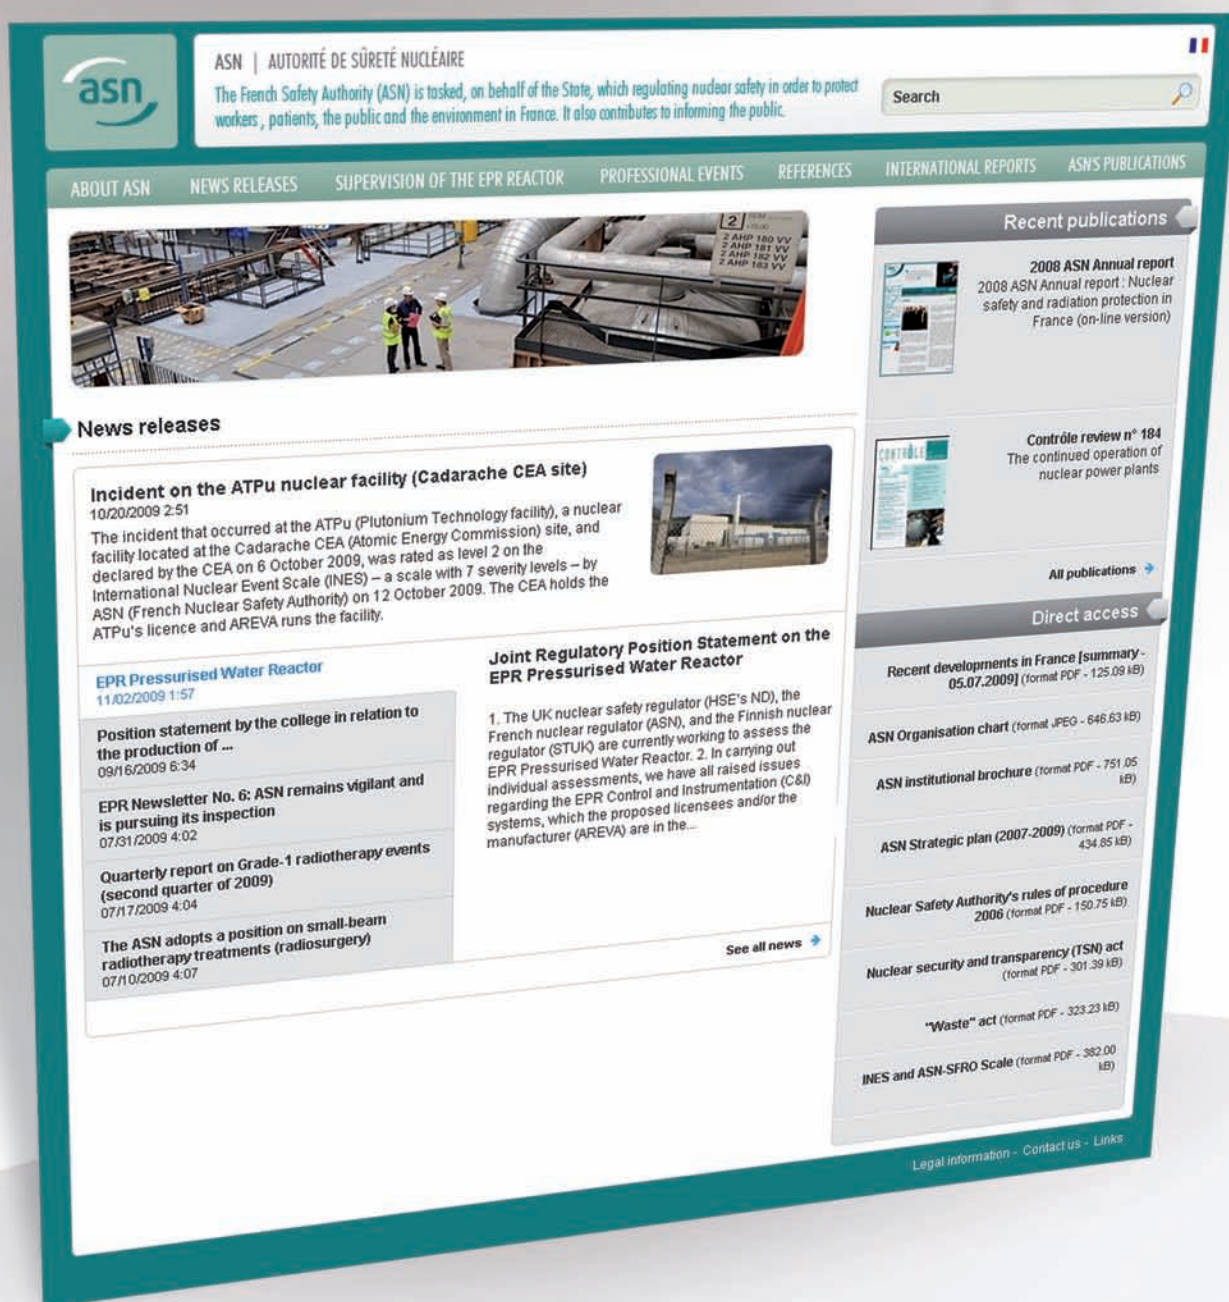 asn
ASN | AUTORITÉ DE SÛRETÉ NUCLÉAIRE
The French Safety Authority (ASN) is tasked, on behalf of the State, which regulating nuclear safety in order to protect
workers , patients, the public and the environment in France. It also contributes to informing the public.
Search
ABOUT ASN
NEWS RELEASES
SUPERVISION OF THE EPR REACTOR
PROFESSIONAL EVENTS
REFERENCES
INTERNATIONAL REPORTS
ASN'S PUBLICATIONS
2
2 AHP 180 VV
2 AHP 181 VV
2 AHP 182 VV
2 AHP 183 VV
News releases
Incident on the ATPu nuclear facility (Cadarache CEA site)
10/20/2009 2:51
The incident that occurred at the ATPu (Plutonium Technology facility), a nuclear
facility located at the Cadarache CEA (Atomic Energy Commission) site, and
declared by the CEA on 6 October 2009, was rated as level 2 on the
International Nuclear Event Scale (INES) – a scale with 7 severity levels – by
ASN (French Nuclear Safety Authority) on 12 October 2009. The CEA holds the
ATPu's licence and AREVA runs the facility.
EPR Pressurised Water Reactor
11/02/2009 1:57
Position statement by the college in relation to
the production of ...
09/16/2009 6:34
EPR Newsletter No. 6: ASN remains vigilant and
is pursuing its inspection
07/31/2009 4:02
Quarterly report on Grade-1 radiotherapy events
(second quarter of 2009)
07/17/2009 4:04
The ASN adopts a position on small-beam
radiotherapy treatments (radiosurgery)
07/10/2009 4:07
Joint Regulatory Position Statement on the
EPR Pressurised Water Reactor
1. The UK nuclear safety regulator (HSE's ND), the
French nuclear regulator (ASN), and the Finnish nuclear
regulator (STUK) are currently working to assess the
EPR Pressurised Water Reactor. 2. In carrying out
individual assessments, we have all raised issues
regarding the EPR Control and Instrumentation (C&I)
systems, which the proposed licensees and/or the
manufacturer (AREVA) are in the...
See all news
Recent publications
2008 ASN Annual report
2008 ASN Annual report : Nuclear
safety and radiation protection in
France (on-line version)
CONTRÔLE
Contrôle review n° 184
The continued operation of
nuclear power plants
All publications
Direct access
Recent developments in France [summary -
05.07.2009] (format PDF - 125.09 kB)
ASN Organisation chart (format JPEG - 646,63 kB)
ASN institutional brochure (format PDF - 751.05
kB)
ASN Strategic plan (2007-2009) (format PDF -
434.85 kB)
Nuclear Safety Authority's rules of procedure
2006 (format PDF - 150.75 kB)
Nuclear security and transparency (TSN) act
(format PDF - 301.39 kB)
"Waste" act (format PDF - 323.23 kB)
INES and ASN-SFRO Scale (format PDF - 382.00
kB)
Legal information - Contact us - Links